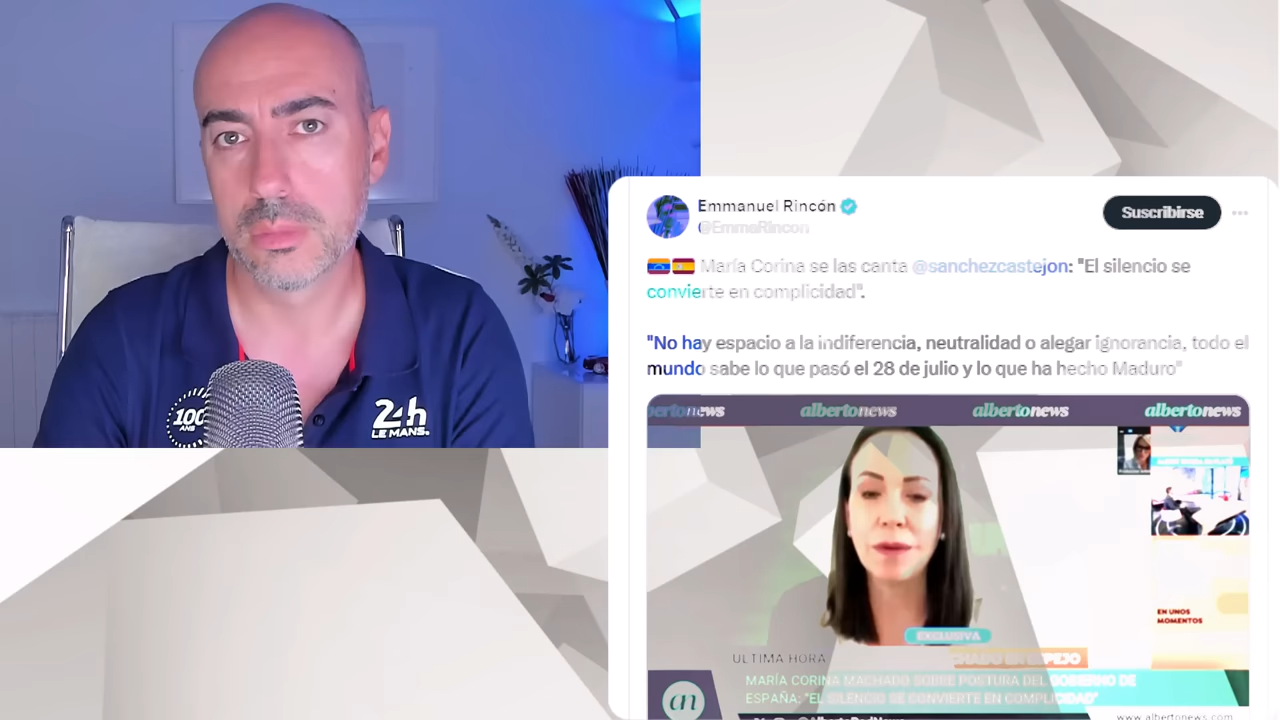 100
ANS
24h
LE MANS
Emmanuel Rincón
@EmmaRincon
Suscribirse
María Corina se las canta @sanchezcastejon: "El silencio se
convierte en complicidad".
"No hay espacio a la indiferencia, neutralidad o alegar ignorancia, todo el
mundo sabe lo que pasó el 28 de julio y lo que ha hecho Maduro"
albertonews albertonews albertonews
EN UNOS
MOMENTOS
EXCLUSIVA
ULTIMA HORA
MARÍA CORINA MACHADO SOBRE POSTURA DEL GOBIERNO DE
ESPAÑA: "EL SILENCIO SE CONVIERTE EN COMPLICIDAD"
an
www.albertonews.com